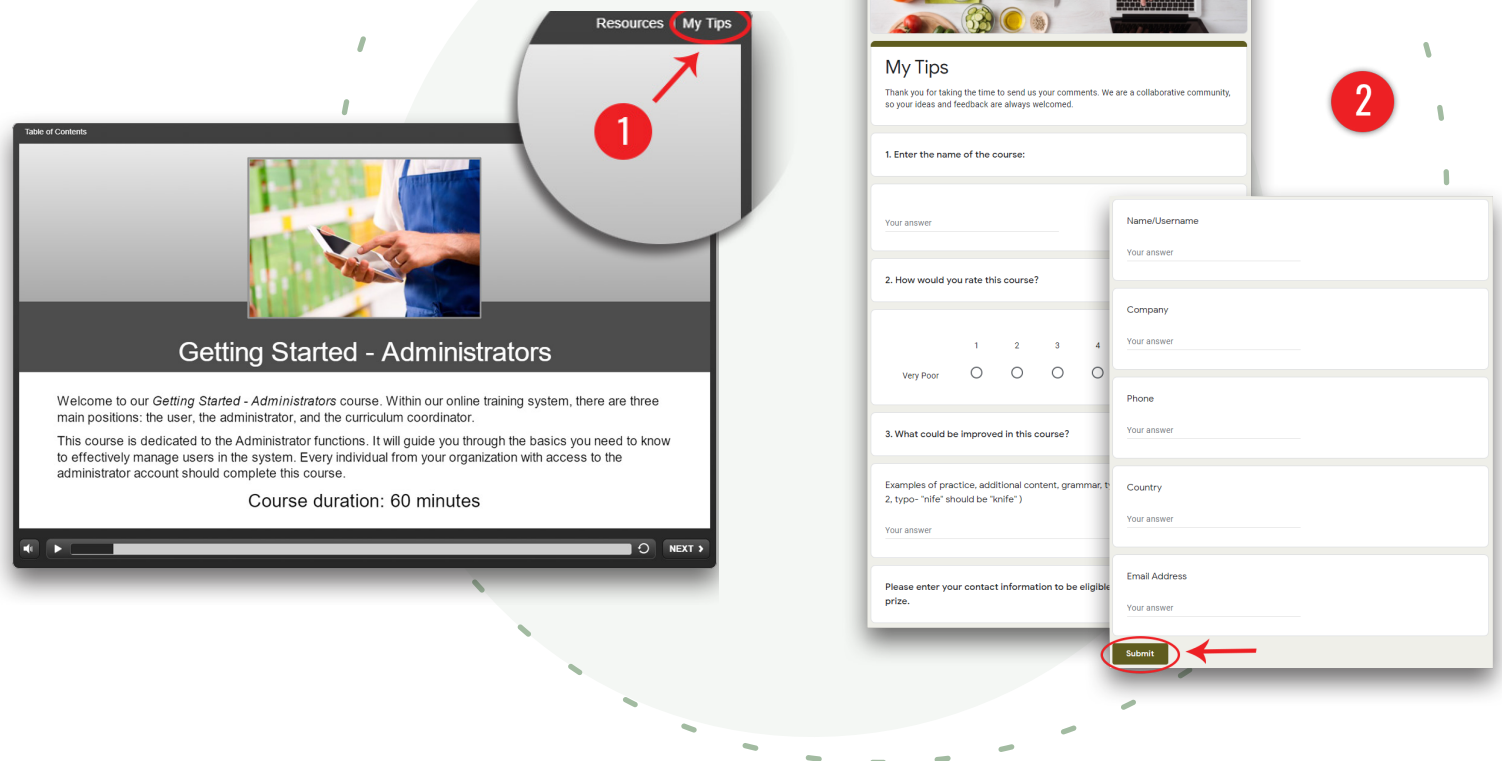 Resources
My Tips
1
Table of Contents
Getting Started - Administrators
Welcome to our Getting Started - Administrators course. Within our online training system, there are three
main positions: the user, the administrator, and the curriculum coordinator.
This course is dedicated to the Administrator functions. It will guide you through the basics you need to know
to effectively manage users in the system. Every individual from your organization with access to the
administrator account should complete this course.
Course duration: 60 minutes
NEXT
My Tips
Thank you for taking the time to send us your comments. We are a collaborative community,
so your ideas and feedback are always welcomed.
1. Enter the name of the course:
Your answer
2. How would you rate this course?
1 2 3 4
Very Poor
3. What could be improved in this course?
Examples of practice, additional content, grammar,
2, typo- "nife" should be "knife" )
Your answer
Please enter your contact information to be eligible
prize.
2
Name/Username
Your answer
Company
Your answer
Phone
Your answer
Country
Your answer
Email Address
Your answer
Submit